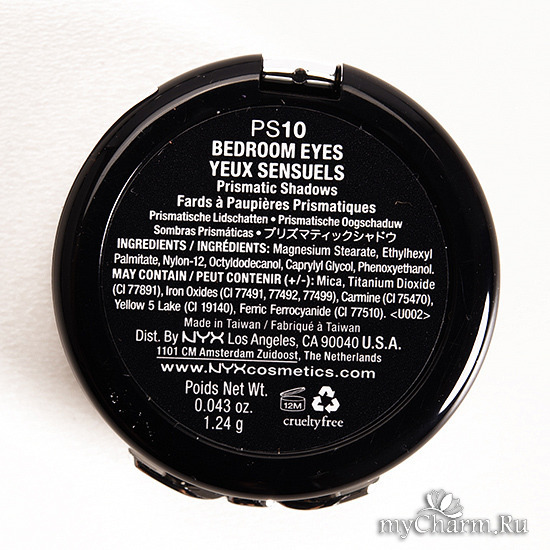 PS10
BEDROOM EYES
YEUX SENSUELS
Prismatic Shadows
Fards à Paupières Prismatiques
Prismatische Lidschatten • Prismatische Oogschaduw
Sombras Prismáticas • プリズマティックシャドウ
INGREDIENTS / INGRÉDIENTS: Magnesium Stearate, Ethylhexyl
Palmitate, Nylon-12, Octyldodecanol, Caprylyl Glycol, Phenoxyethanol.
MAY CONTAIN / PEUT CONTENIR (+/-): Mica, Titanium Dioxide
(CI 77891), Iron Oxides (CI 77491, 77492, 77499), Carmine (CI 75470),
Yellow 5 Lake (CI 19140), Ferric Ferrocyanide (CI 77510). <U002>
Made in Taiwan / Fabriqué à Taiwan
Dist. By NYX Los Angeles, CA 90040 U.S.A.
1101 CM Amsterdam Zuidoost, The Netherlands
www.NYXcosmetics.com
Poids Net Wt.
0.043 oz.
1.24 g
12M
crueltyfree
myCharm.Ru